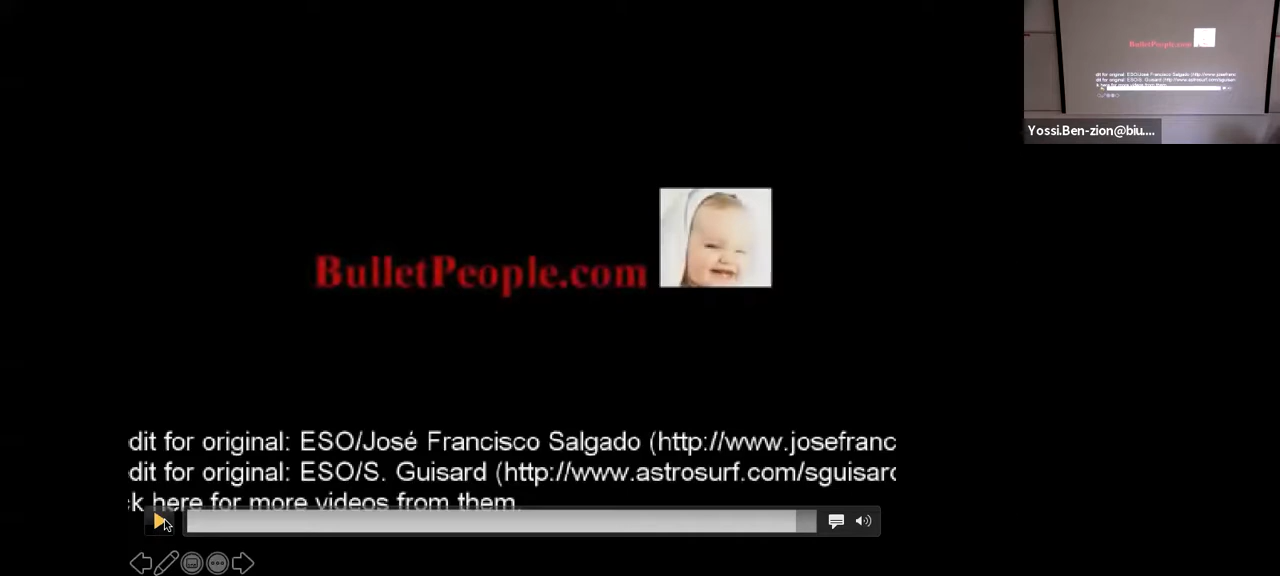 BulletPeople.com
Yossi.Ben-zion@biu....
dit for original: ESO/José Francisco Salgado (http://www.josefranc
dit for original: ESO/S. Guisard (http://www.astrosurf.com/sguisard
k here for more videos from them.